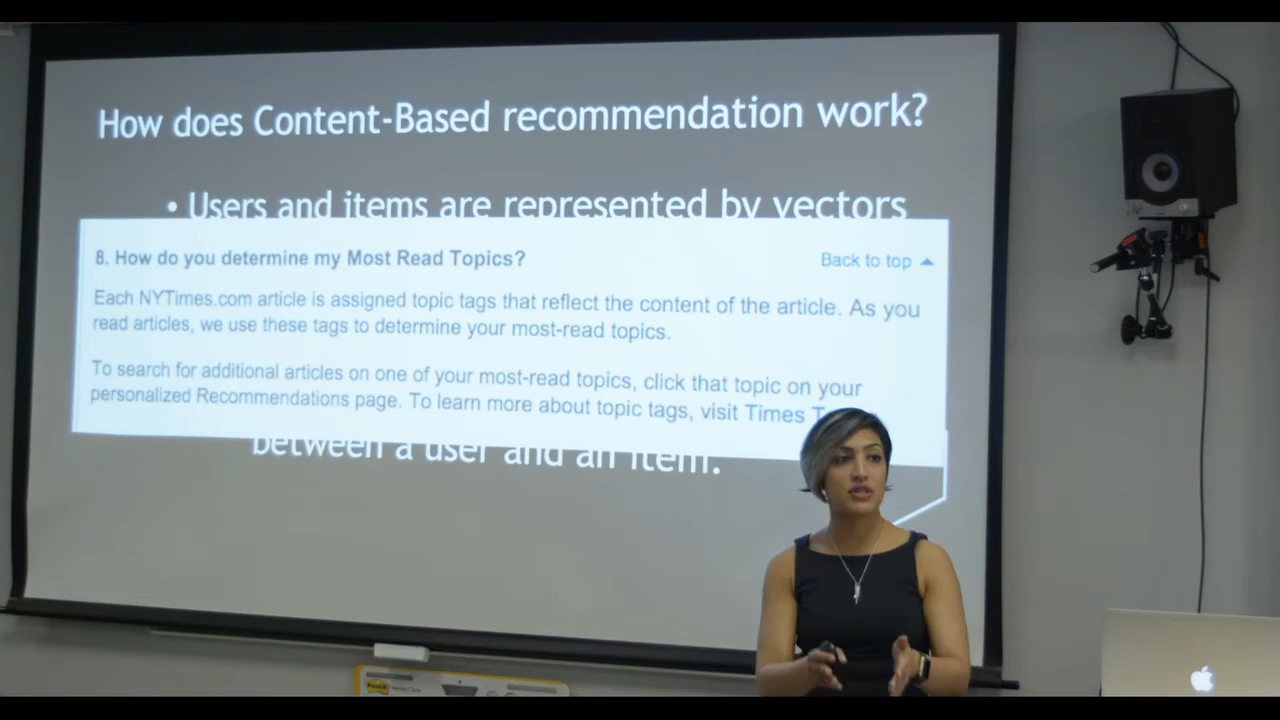 How does Content-Based recommendation work?
• Users and items are represented by vectors
8. How do you determine my Most Read Topics?
Back to top
Each NYTimes.com article is assigned topic tags that reflect the content of the article. As you
read articles, we use these tags to determine your most-read topics.
To search for additional articles on one of your most-read topics, click that topic on your
personalized Recommendations page. To learn more about topic tags, visit Times
between a user and an item.
Post-it